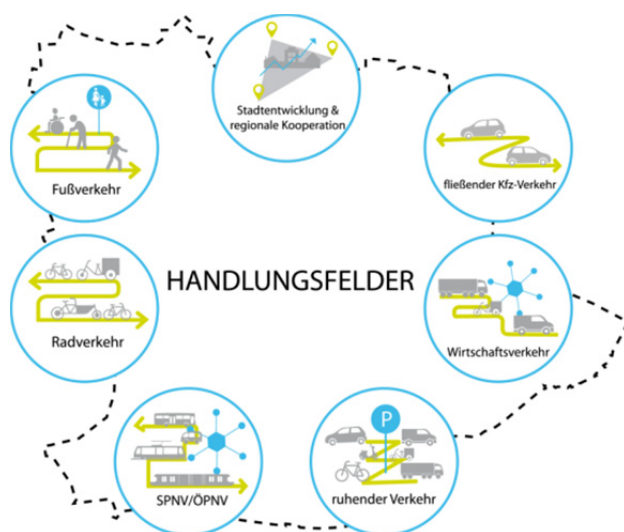 Stadtentwicklung &
regionale Kooperation
Fußverkehr
fließender Kfz-Verkehr
HANDLUNGSFELDER
Radverkehr
Wirtschaftsverkehr
P
SPNV/ÖPNV
ruhender Verkehr